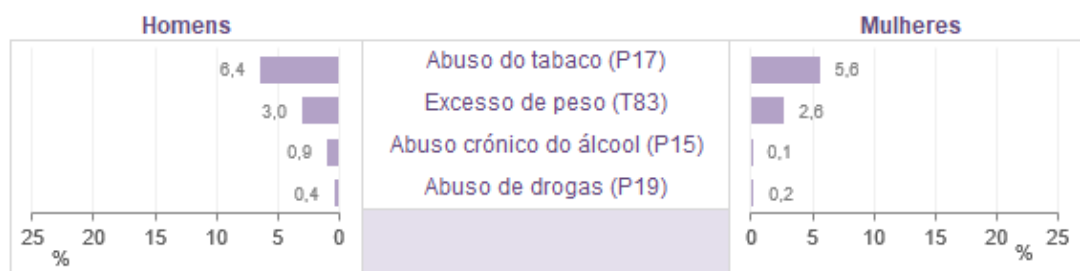 Homens Mulheres
6,4 Abuso do tabaco (P17) 5,6
3,0 Excesso de peso (T83) 2,6
0,9 Abuso crónico do álcool (P15) 0,1
0,4 Abuso de drogas (P19) 0,2
25 20 15 10 5 0 0 5 10 15 20 25
% %